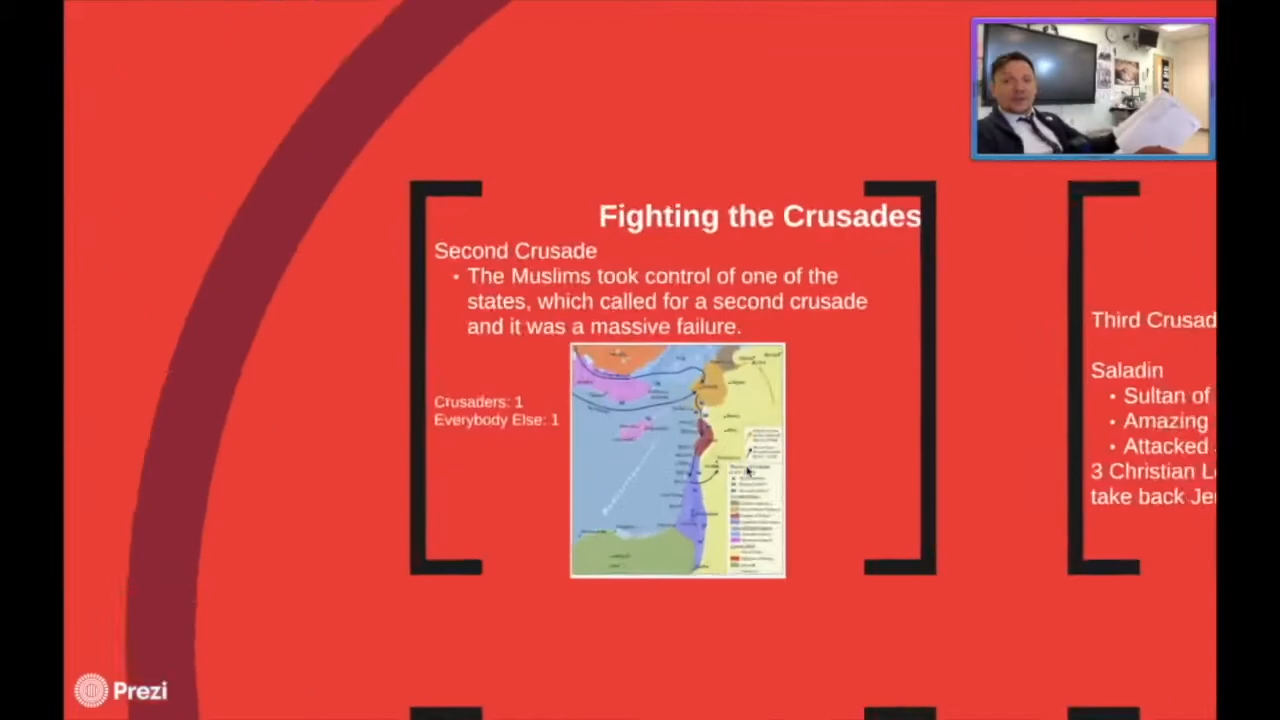 Fighting the Crusades
Second Crusade
• The Muslims took control of one of the
states, which called for a second crusade
and it was a massive failure.
Crusaders: 1
Everybody Else: 1
Third Crusad
Saladin
• Sultan of
• Amazing
• Attacked
3 Christian L
take back Je
Prezi